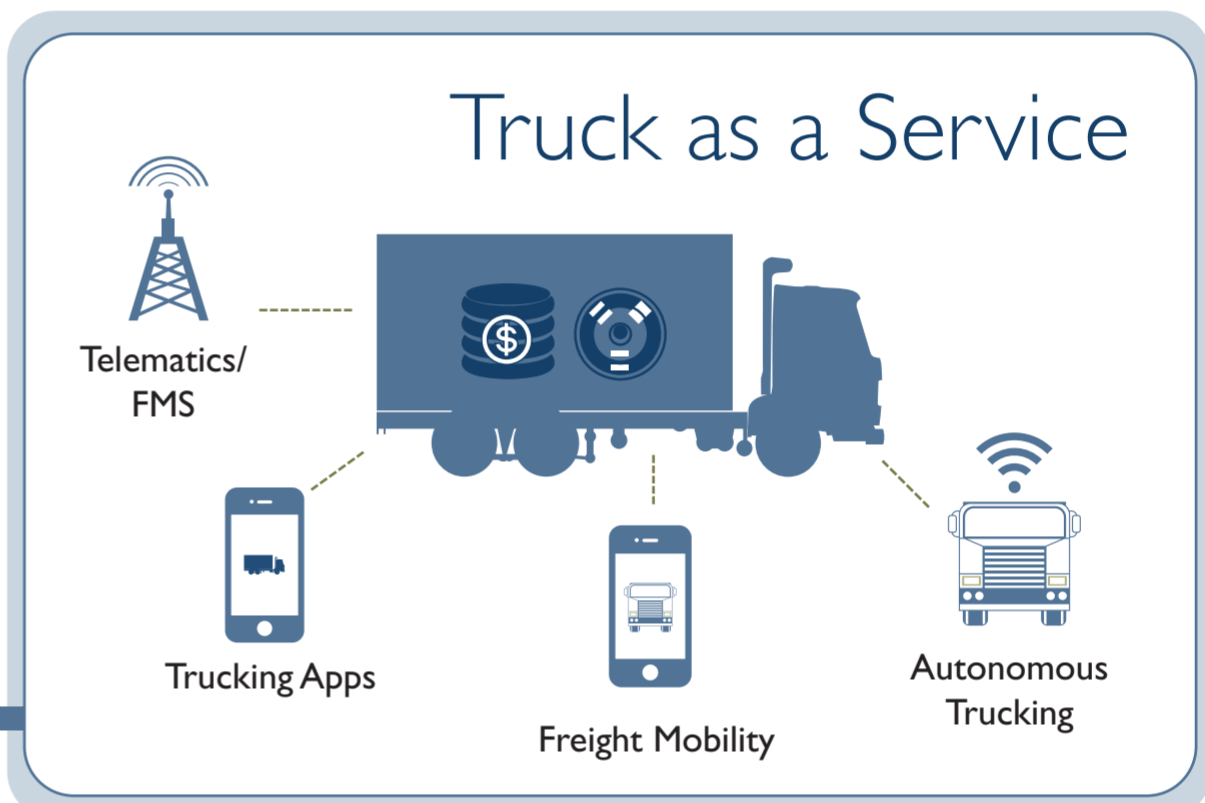 Truck as a Service
Telematics/
FMS
$
Trucking Apps
Freight Mobility
Autonomous
Trucking